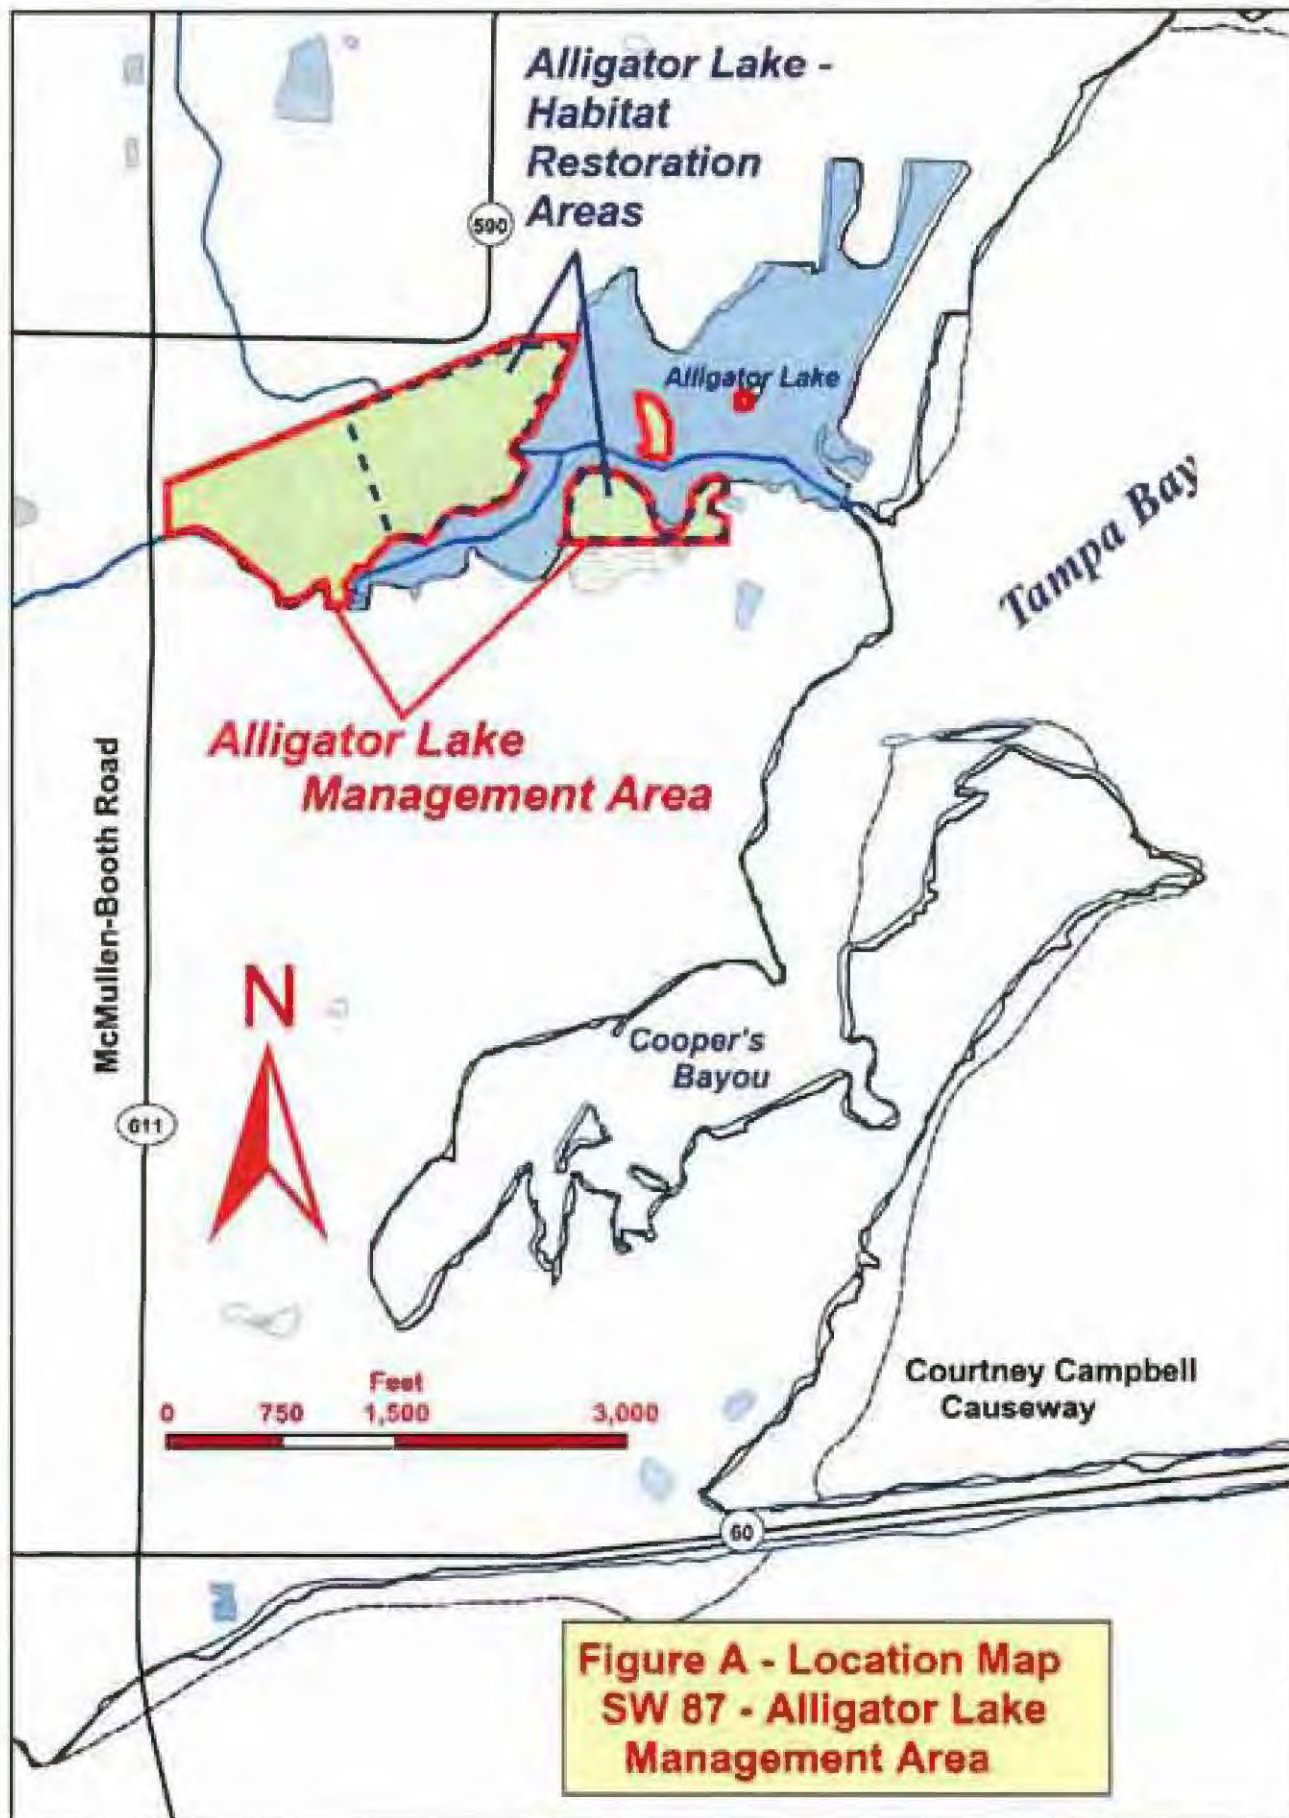 Alligator Lake -
Habitat
Restoration
Areas
590
Alligator Lake
Tampa Bay
Alligator Lake
Management Area
McMullen-Booth Road
N
Cooper's
Bayou
611
Courtney Campbell
Causeway
Feet
0 750 1,500 3,000
60
Figure A - Location Map
SW 87 - Alligator Lake
Management Area